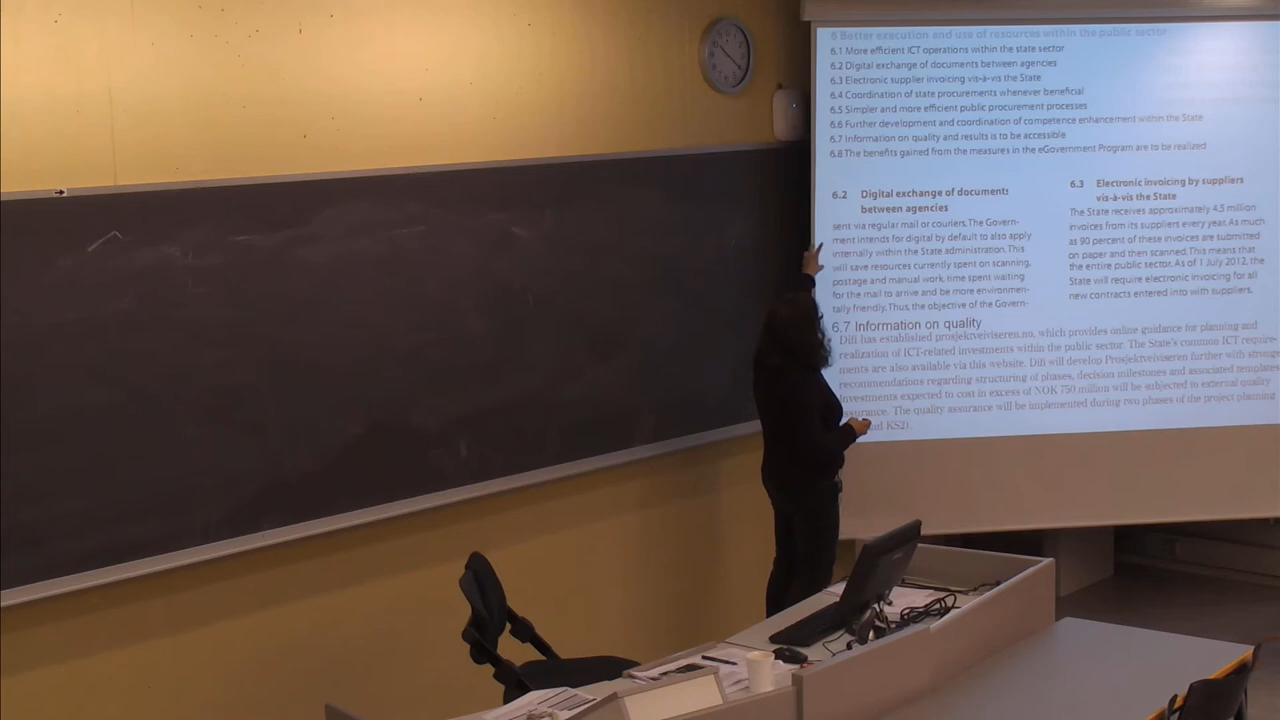 6 Better execution and use of resources within the public sector
6.1 More efficient ICT operations within the state sector
6.2 Digital exchange of documents between agencies
6.3 Electronic supplier invoicing vis-à-vis the State
6.4 Coordination of state procurements whenever beneficial
6.5 Simpler and more efficient public procurement processes
6.6 Further development and coordination of competence enhancement within the State
6.7 Information on quality and results is to be accessible
6.8 The benefits gained from the measures in the eGovernment Program are to be realized
6.2 Digital exchange of documents
between agencies
sent via regular mail or couriers. The Govern-
ment intends for digital by default to also apply
internally within the State administration. This
will save resources currently spent on scanning,
postage and manual work, time spent waiting
for the mail to arrive and be more environmen-
tally friendly. Thus, the objective of the Govern-
6.3 Electronic invoicing by suppliers
vis-à-vis the State
The State receives approximately 4.5 million
invoices from its suppliers every year. As much
as 90 percent of these invoices are submitted
on paper and then scanned. This means that
the entire public sector. As of 1 July 2012, the
State will require electronic invoicing for all
new contracts entered into with suppliers.
6.7 Information on quality
Difi has established prosjektveiviseren.no, which provides online guidance for planning and
realization of ICT-related investments within the public sector. The State's common ICT require-
ments are also available via this website. Difi will develop Prosjektveiviseren further with
recommendations regarding structuring of phases, decision milestones and associated templates
Investments expected to cost in excess of NOK 750 million will be subjected to external quality
assurance. The quality assurance will be implemented during two phases of the project planning
and KS2).